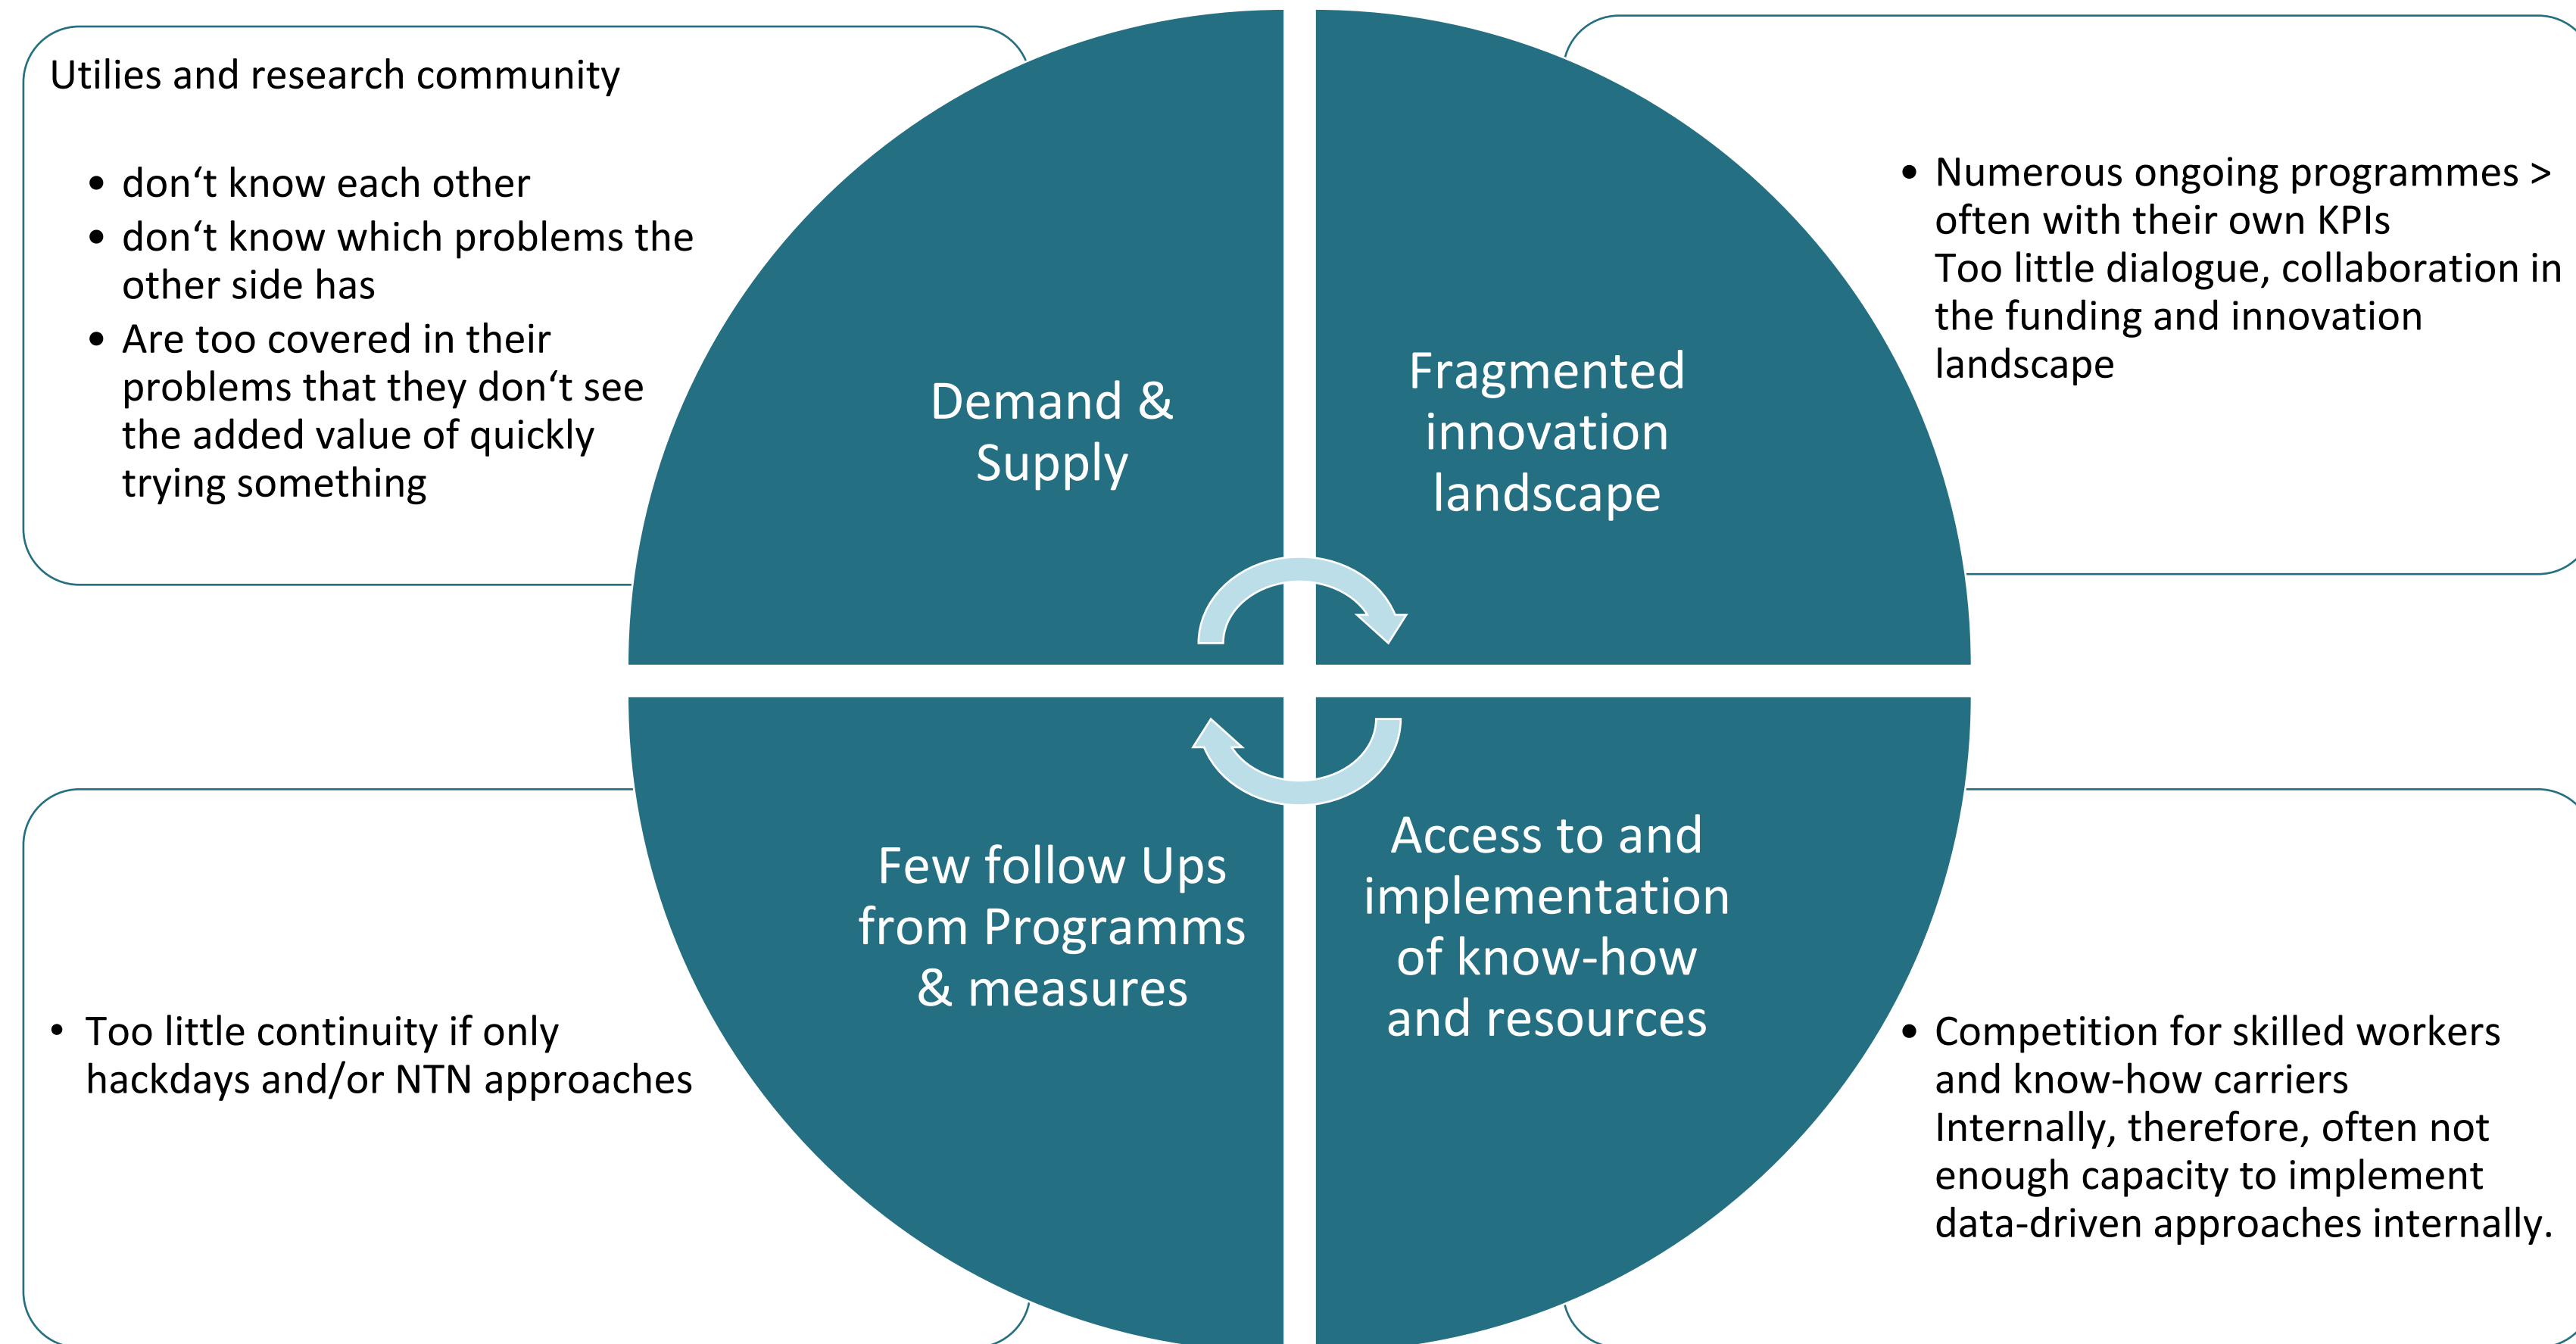 Utilies and research community
• don‘t know each other
• don‘t know which problems the
other side has
• Are too covered in their
problems that they don‘t see
the added value of quickly
trying something
Demand &
Supply
Fragmented
innovation
landscape
• Numerous ongoing programmes >
often with their own KPIs
Too little dialogue, collaboration in
the funding and innovation
landscape
• Too little continuity if only
hackdays and/or NTN approaches
Few follow Ups
from Programms
& measures
Access to and
implementation
of know-how
and resources
• Competition for skilled workers
and know-how carriers
Internally, therefore, often not
enough capacity to implement
data-driven approaches internally.